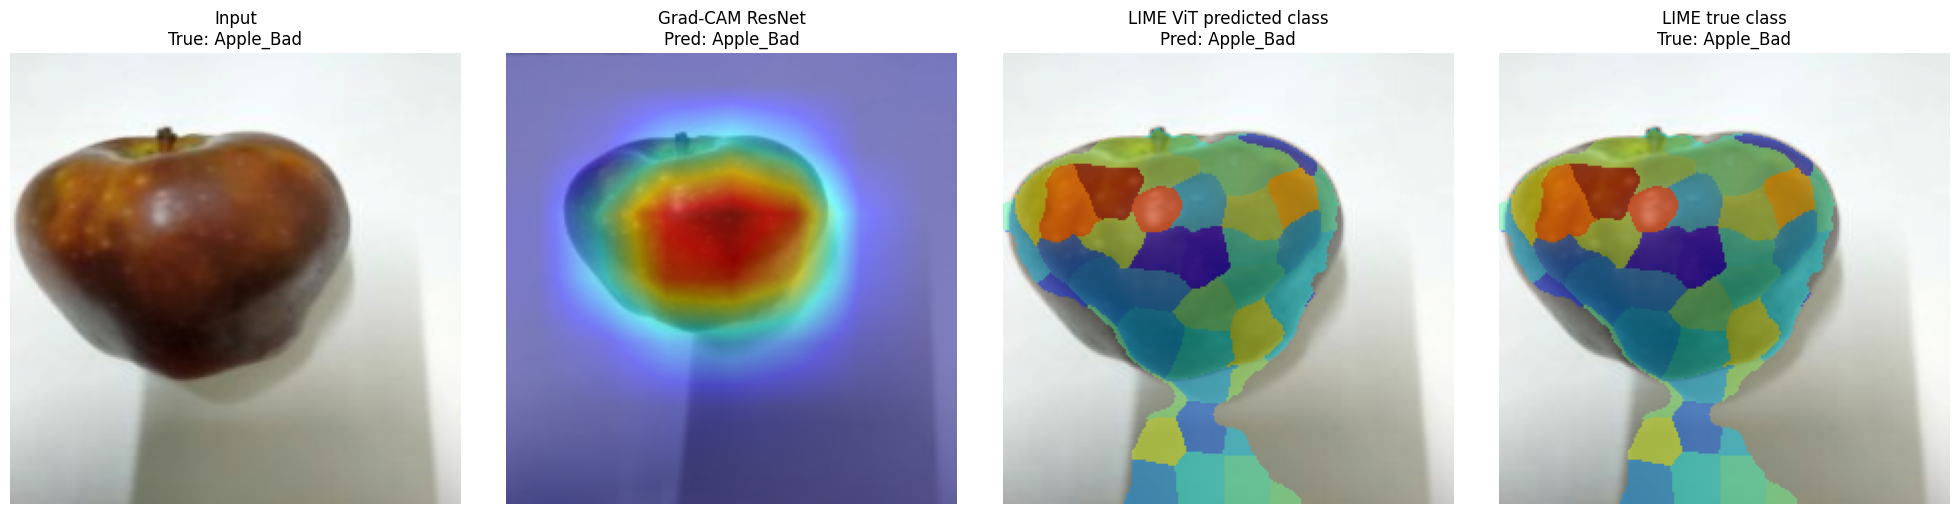 Input
True: Apple_Bad
Grad-CAM ResNet
Pred: Apple_Bad
LIME ViT predicted class
Pred: Apple_Bad
LIME true class
True: Apple_Bad